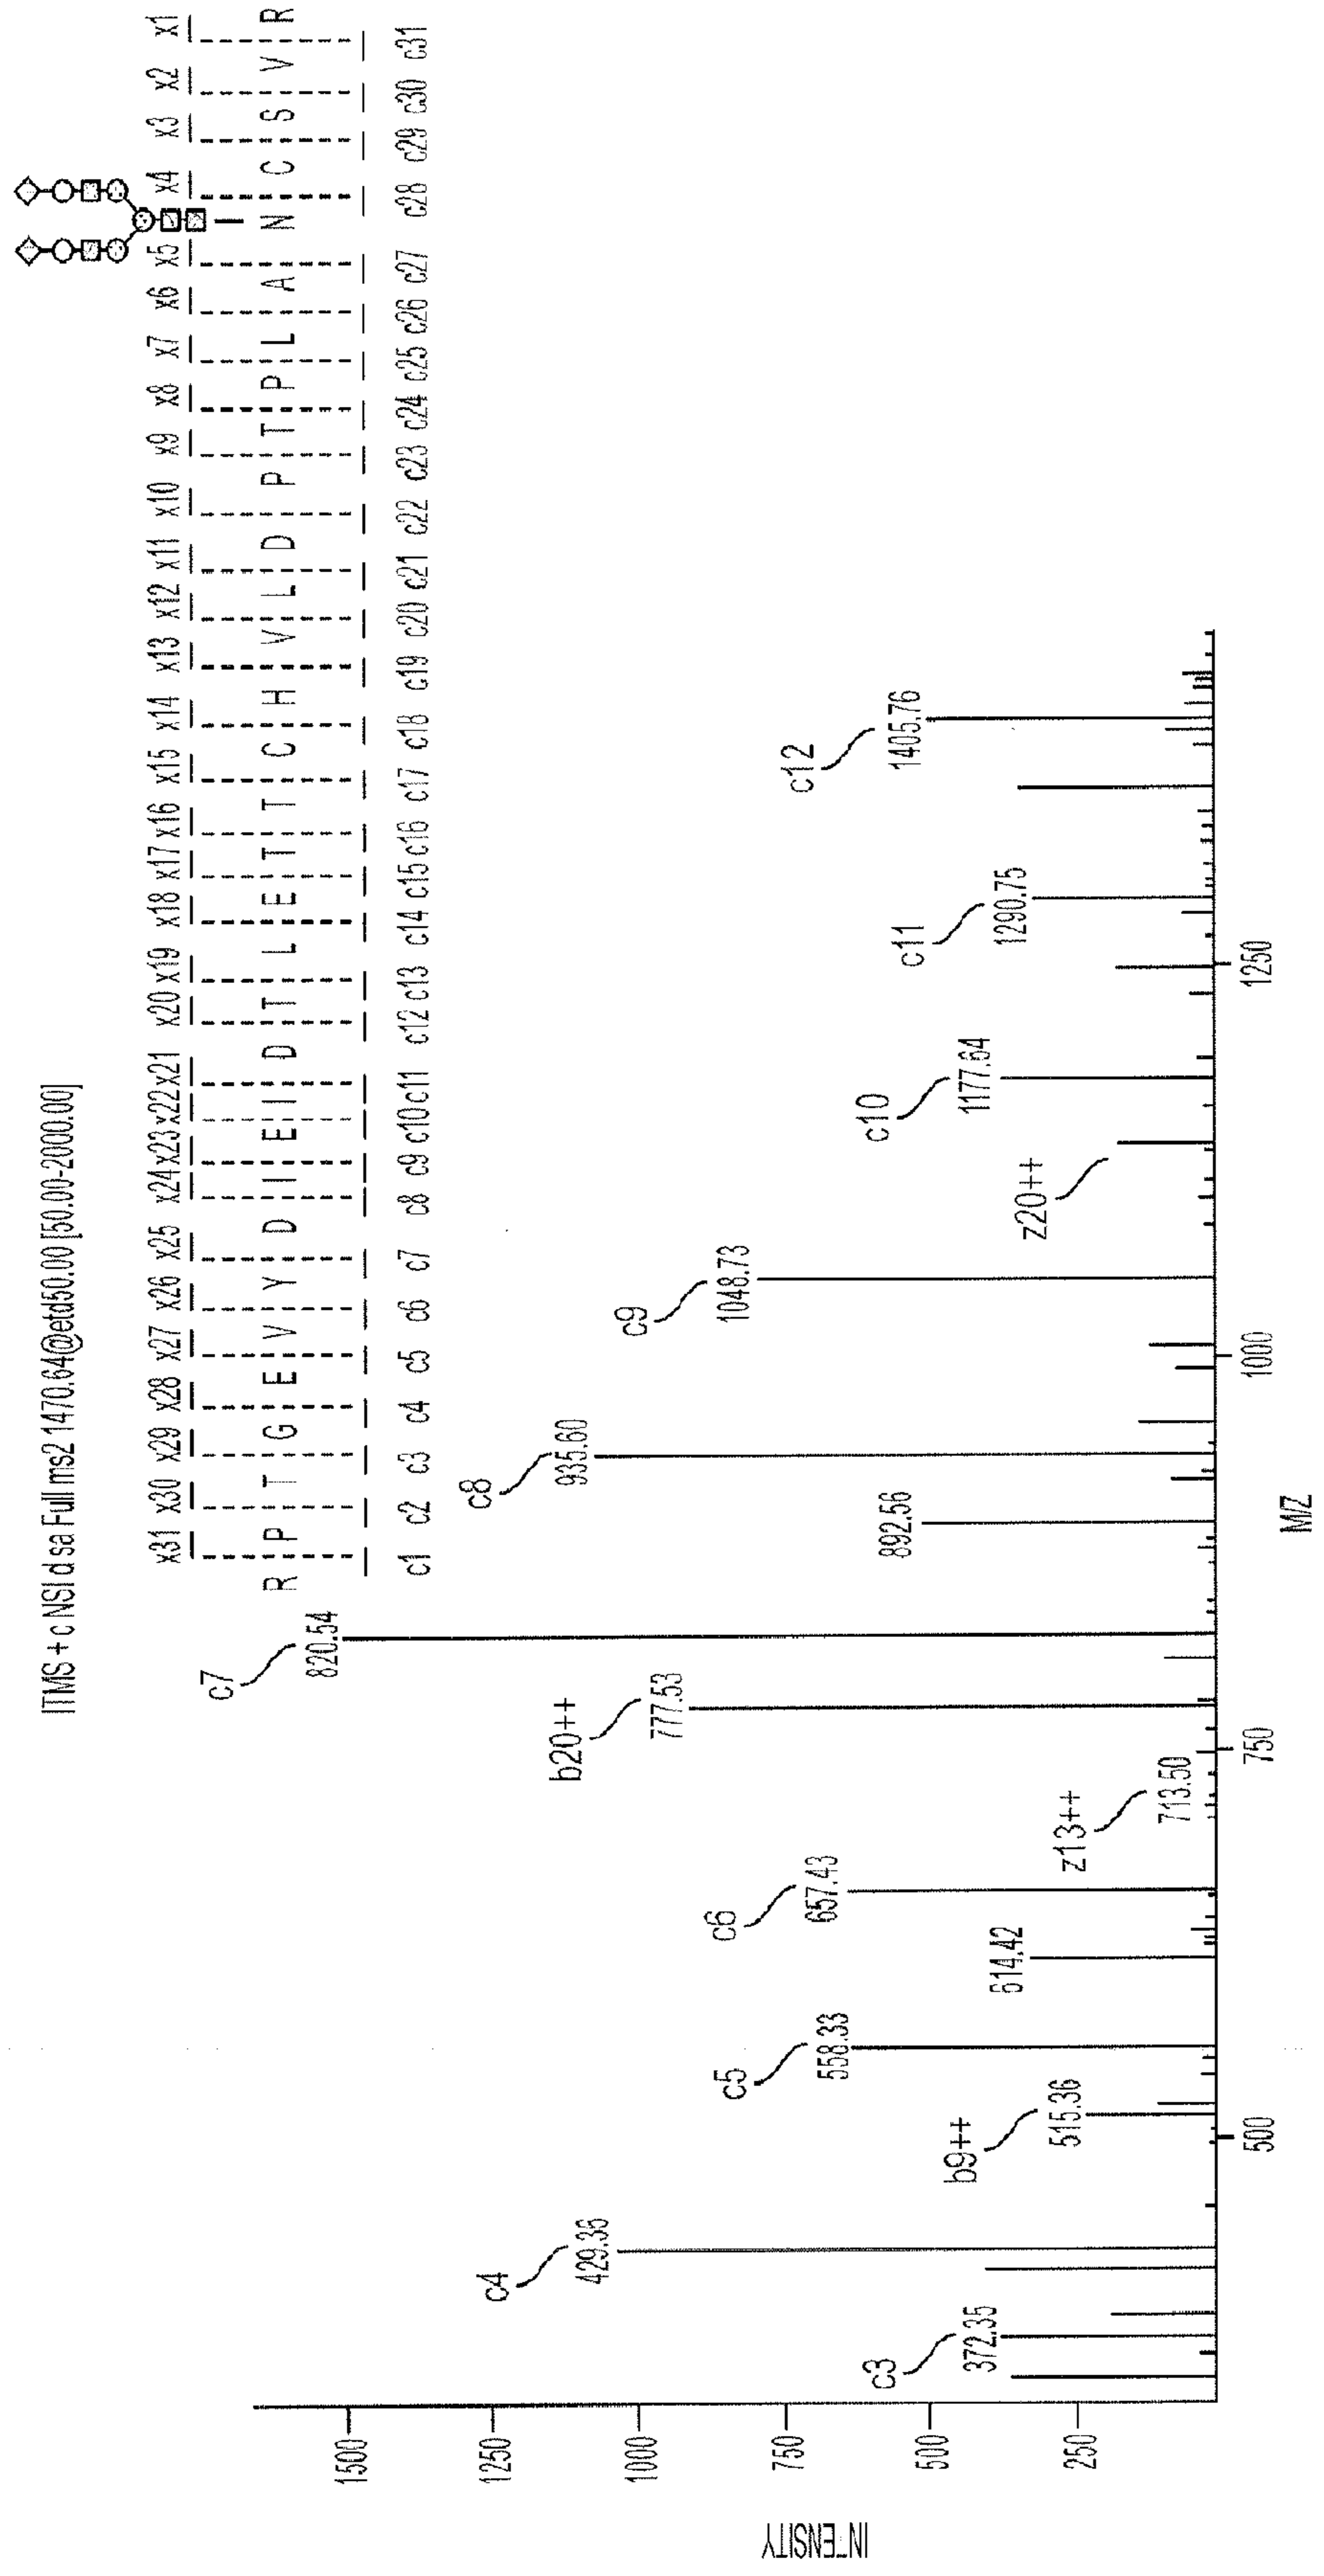 ITMS + c NSI d sa Full ms2 1470.64@etd50.00 [50.00-2000.00]
x31 x30 x29 x28 x27 x26 x25 x24 x23 x22 x21 x20 x19 x18 x17 x16 x15 x14 x13 x12 x11 x10 x9 x8 x7 x6 x5 x4 x3 x2 x1
R P T G E V Y D I E I D T L E T T C H V L D P T P L A N C S V R
c1 c2 c3 c4 c5 c6 c7 c8 c9 c10 c11 c12 c13 c14 c15 c16 c17 c18 c19 c20 c21 c22 c23 c24 c25 c26 c27 c28 c29 c30 c31
INTENSITY
1500
1250
1000
750
500
250
c3
372.35
c4
429.36
b9++
515.36
c5
558.33
614.42
c6
657.43
z13++
713.50
b20++
777.53
c7
820.54
892.56
c8
935.60
c9
1048.73
z20++
c10
1177.64
c11
1290.75
c12
1405.76
500
750
1000
1250
M/Z